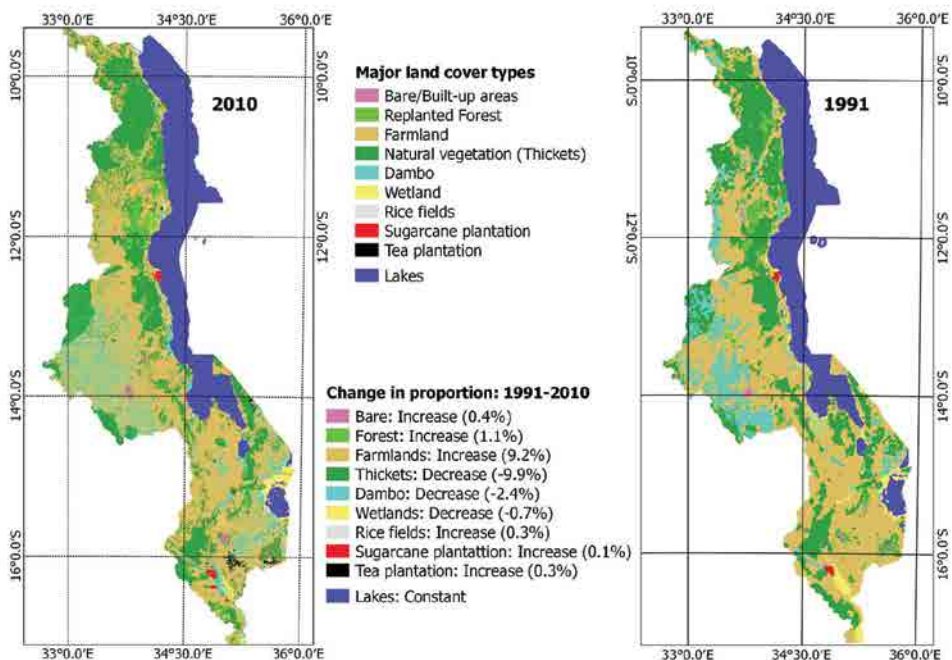 33°0.0'E 34°30.0'E 36°0.0'E
10°0.0'S
12°0.0'S
14°0.0'S
16°0.0'S
2010
33°0.0'E 34°30.0'E 36°0.0'E
Major land cover types
Bare/Built-up areas
Replanted Forest
Farmland
Natural vegetation (Thickets)
Dambo
Wetland
Rice fields
Sugarcane plantation
Tea plantation
Lakes
Change in proportion: 1991-2010
Bare: Increase (0.4%)
Forest: Increase (1.1%)
Farmlands: Increase (9.2%)
Thickets: Decrease (-9.9%)
Dambo: Decrease (-2.4%)
Wetlands: Decrease (-0.7%)
Rice fields: Increase (0.3%)
Sugarcane plantattion: Increase (0.1%)
Tea plantation: Increase (0.3%)
Lakes: Constant
10°0.0'S
12°0.0'S
14°0.0'S
16°0.0'S
33°0.0'E 34°30.0'E 36°0.0'E
10°0.0'S
12°0.0'S
1991
10°0.0'S
12°0.0'S
14°0.0'S
16°0.0'S
33°0.0'E 34°30.0'E 36°0.0'E